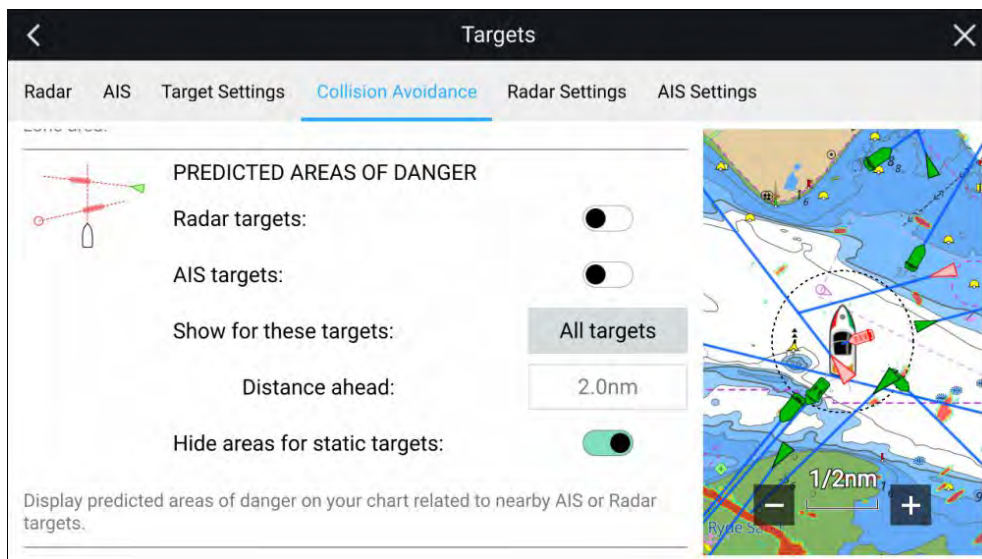 Targets
Radar AIS Target Settings Collision Avoidance Radar Settings AIS Settings
PREDICTED AREAS OF DANGER
Radar targets:
AIS targets:
Show for these targets: All targets
Distance ahead: 2.0nm
Hide areas for static targets:
Display predicted areas of danger on your chart related to nearby AIS or Radar
targets.
1/2nm